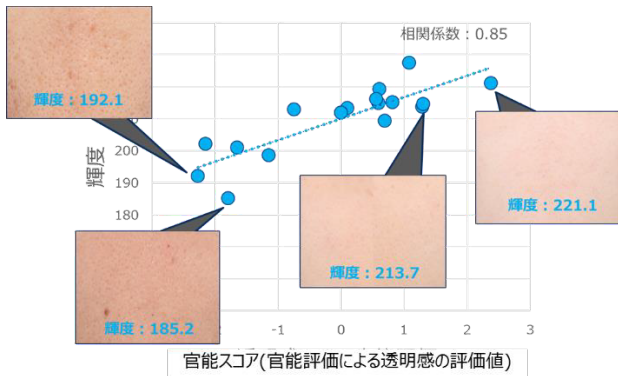 相関係数：0.85
輝度：192.1
輝度
200
190
180
輝度：221.1
輝度：213.7
輝度：185.2
0
1
2
3
官能スコア(官能評価による透明感の評価値)